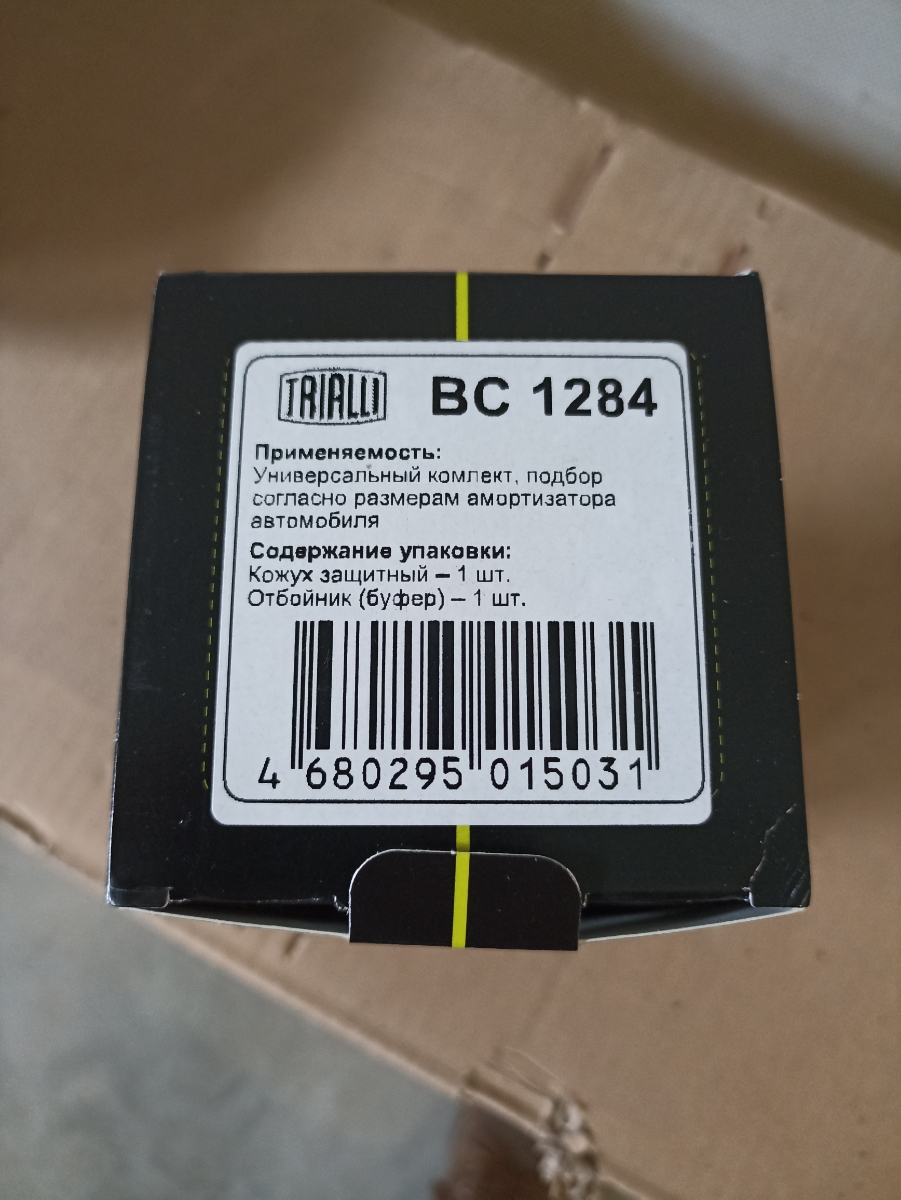 TRIALLI BC 1284
Применяемость:
Универсальный комлект, подбор
согласно размерам амортизатора
автомобиля
Содержание упаковки:
Кожух защитный – 1 шт.
Отбойник (буфер) – 1 шт.
4 680295 015031